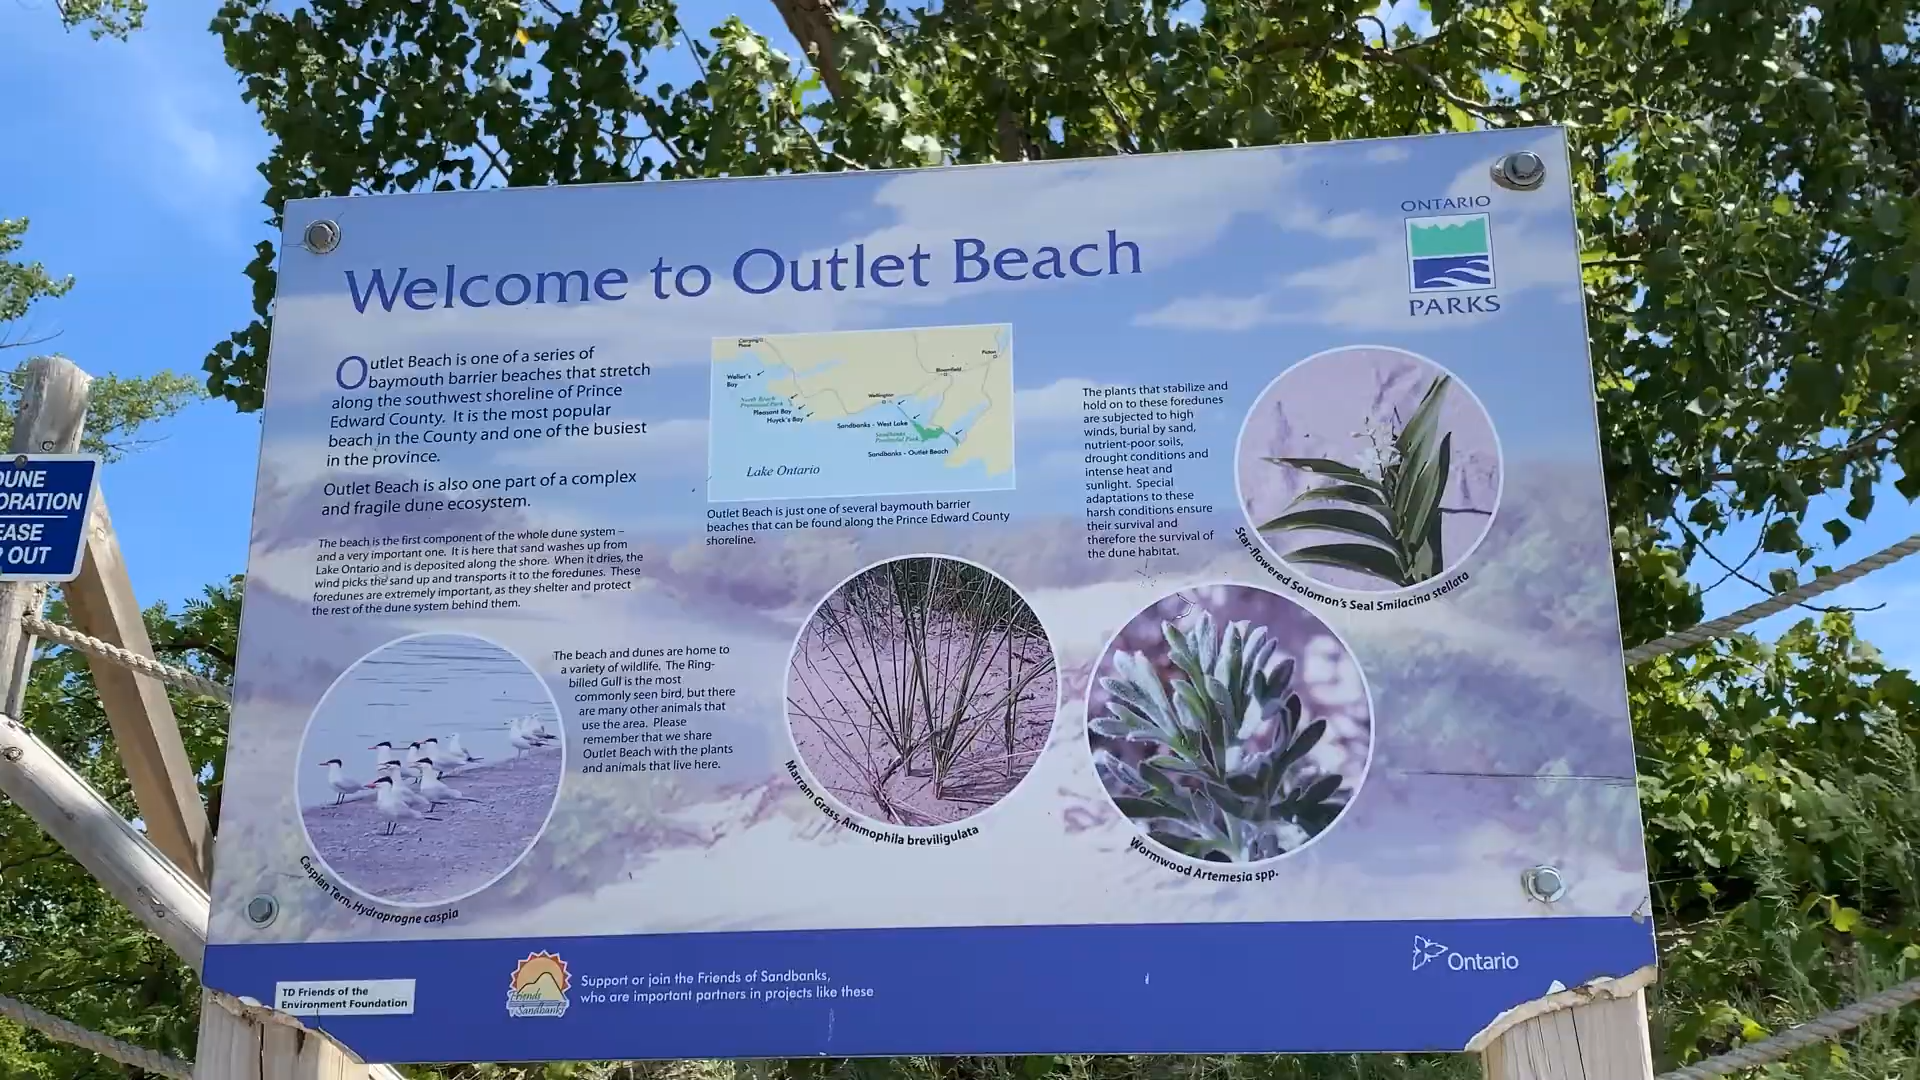 Welcome to Outlet Beach
ONTARIO
PARKS
Outlet Beach is one of a series of
baymouth barrier beaches that stretch
along the southwest shoreline of Prince
Edward County. It is the most popular
beach in the County and one of the busiest
in the province.
Outlet Beach is also one part of a complex
and fragile dune ecosystem.
The beach is the first component of the whole dune system –
and a very important one. It is here that sand washes up from
Lake Ontario and is deposited along the shore. When it dries, the
wind picks the sand up and transports it to the foredunes. These
foredunes are extremely important, as they shelter and protect
the rest of the dune system behind them.
Carrying
Place
Weller's
Bay
North Beach
Provincial Park
Pleasant Bay
Huyck's Bay
Wellington
Bloomfield
Picton
Sandbanks - West Lake
Sandbanks
Provincial Park
Sandbanks - Outlet Beach
Lake Ontario
Outlet Beach is just one of several baymouth barrier
beaches that can be found along the Prince Edward County
shoreline.
The plants that stabilize and
hold on to these foredunes
are subjected to high
winds, burial by sand,
nutrient-poor soils,
drought conditions and
intense heat and
sunlight. Special
adaptations to these
harsh conditions ensure
their survival and
therefore the survival of
the dune habitat.
Star-flowered Solomon's Seal Smilacina stellata
The beach and dunes are home to
a variety of wildlife. The Ring-
billed Gull is the most
commonly seen bird, but there
are many other animals that
use the area. Please
remember that we share
Outlet Beach with the plants
and animals that live here.
Caspian Tern, Hydroprogne caspia
Marram Grass, Ammophila breviligulata
Wormwood Artemesia spp.
TD Friends of the
Environment Foundation
Friends
of Sandbanks
Support or join the Friends of Sandbanks,
who are important partners in projects like these
Ontario
DUNE
ORATION
EASE
P OUT